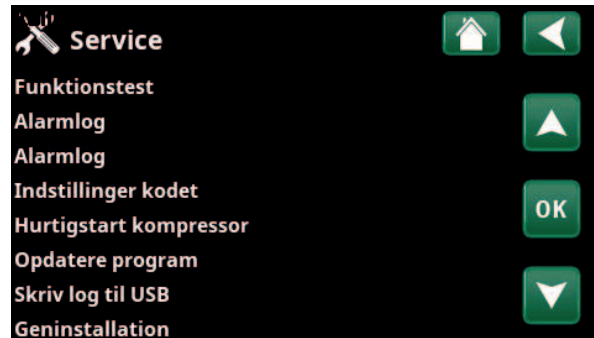 Service
Funktionstest
Alarmlog
Alarmlog
Indstillinger kodet
Hurtigstart kompressor
OK
Opdatere program
Skriv log til USB
Geninstallation